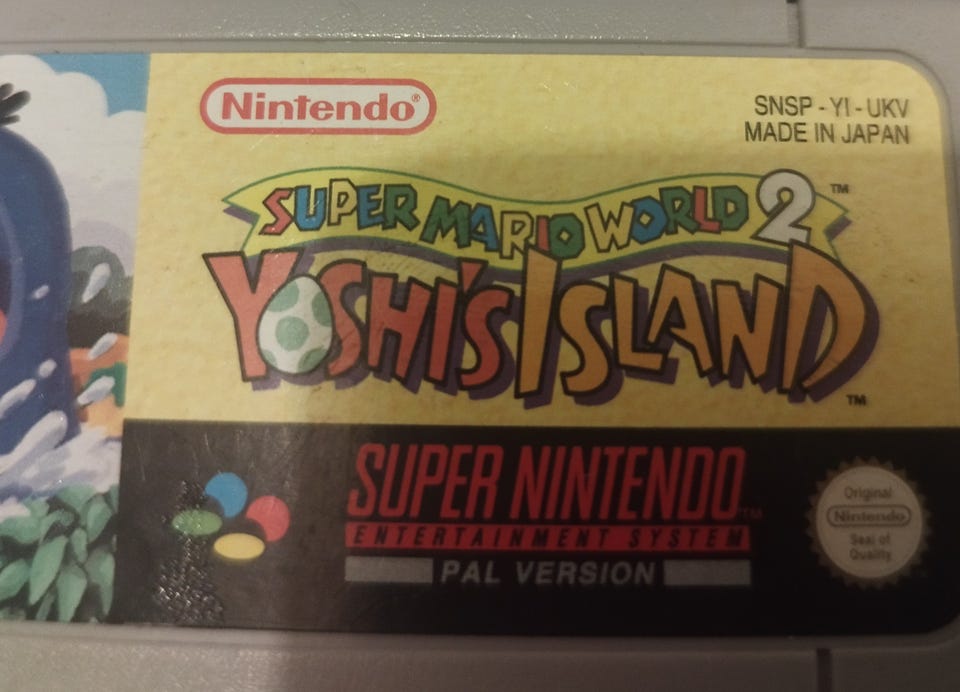 Nintendo®
SNSP - YI - UKV
MADE IN JAPAN
SUPER MARIO WORLD 2 ™
YOSHI'S ISLAND ™
SUPER NINTENDO ™
ENTERTAINMENT SYSTEM
PAL VERSION
Original
Nintendo
Seal of
Quality